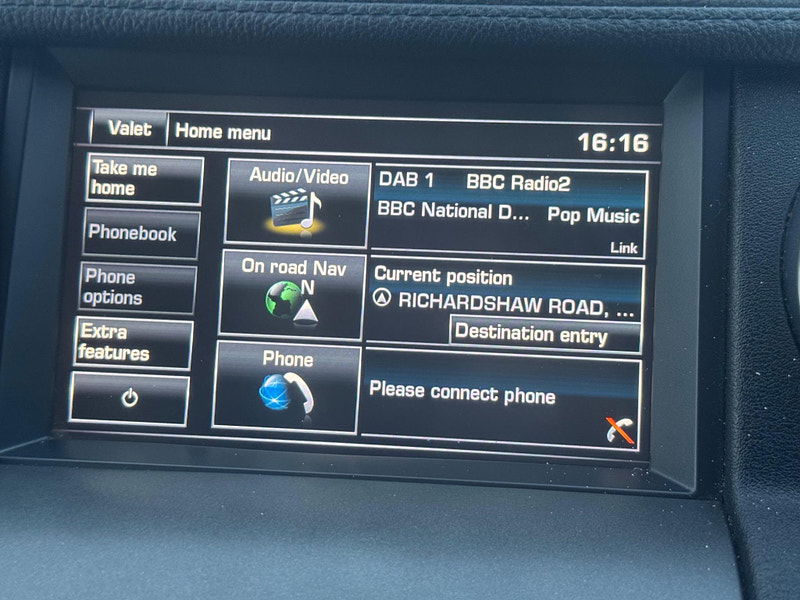 Valet Home menu 16:16
Take me
home
Phonebook
Phone
options
Extra
features
Audio/Video
DAB 1 BBC Radio2
BBC National D... Pop Music
Link
On road Nav
N
Current position
RICHARDSHAW ROAD, ...
Destination entry
Phone
Please connect phone